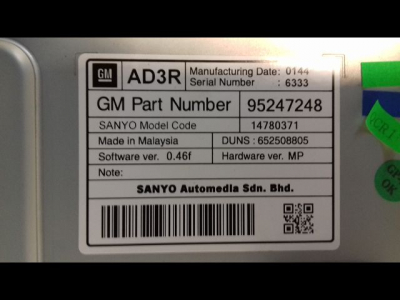 GM AD3R Manufacturing Date: 0144
Serial Number : 6333
GM Part Number 95247248
SANYO Model Code 14780371
Made in Malaysia DUNS : 652508805
Software ver. 0.46f Hardware ver. MP
Note:
SANYO Automedia Sdn. Bhd.
OK